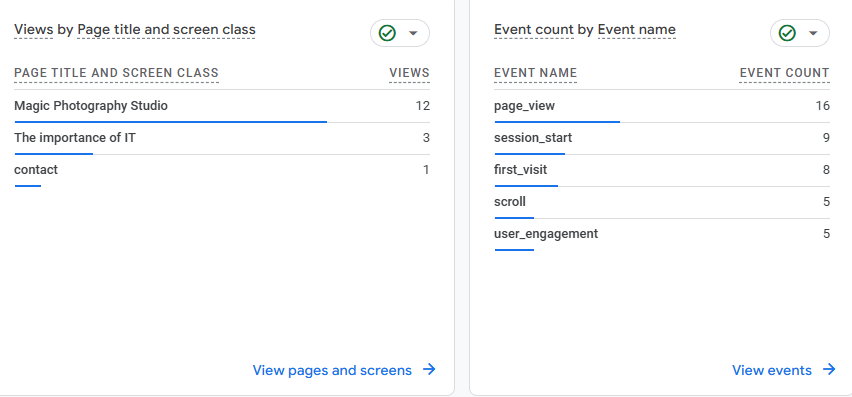 Views by Page title and screen class
PAGE TITLE AND SCREEN CLASS VIEWS
Magic Photography Studio 12
The importance of IT 3
contact 1
View pages and screens
Event count by Event name
EVENT NAME EVENT COUNT
page_view 16
session_start 9
first_visit 8
scroll 5
user_engagement 5
View events